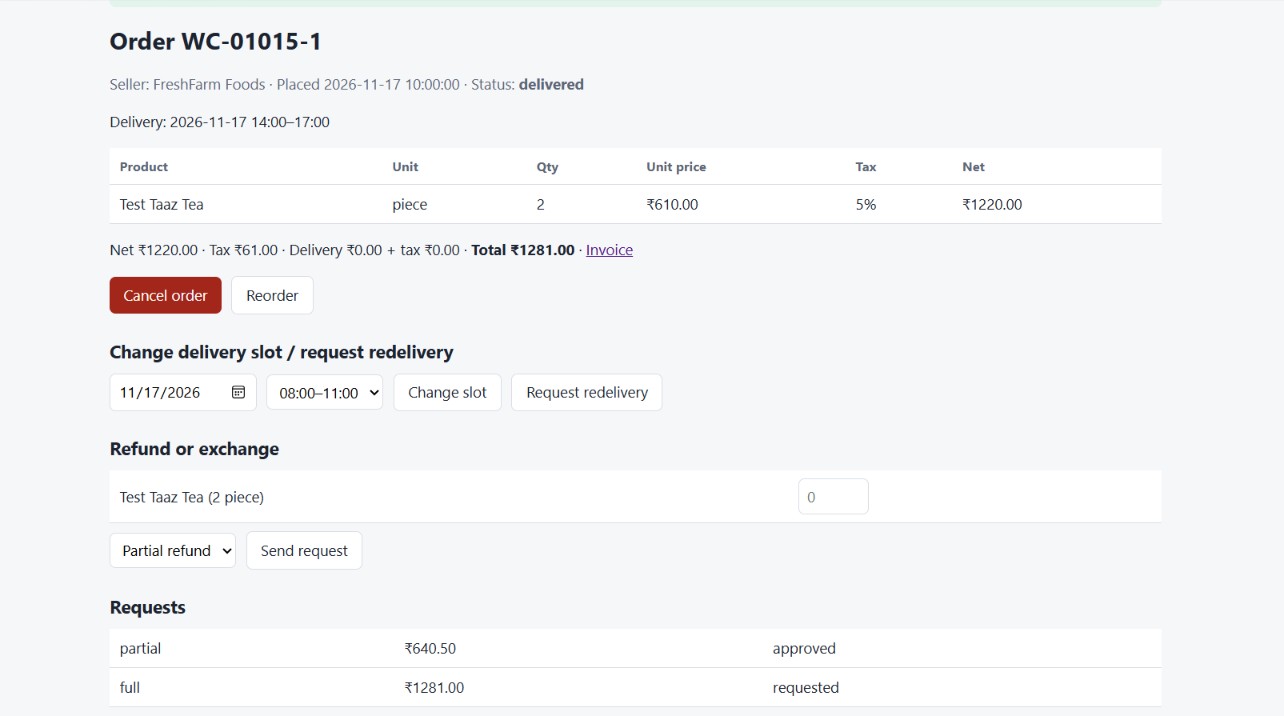 Order WC-01015-1
Seller: FreshFarm Foods · Placed 2026-11-17 10:00:00 · Status: delivered
Delivery: 2026-11-17 14:00–17:00
Product Unit Qty Unit price Tax Net
Test Taaz Tea piece 2 ₹610.00 5% ₹1220.00
Net ₹1220.00 · Tax ₹61.00 · Delivery ₹0.00 + tax ₹0.00 · Total ₹1281.00 · Invoice
Cancel order Reorder
Change delivery slot / request redelivery
11/17/2026 08:00–11:00 Change slot Request redelivery
Refund or exchange
Test Taaz Tea (2 piece) 0
Partial refund Send request
Requests
partial ₹640.50 approved
full ₹1281.00 requested